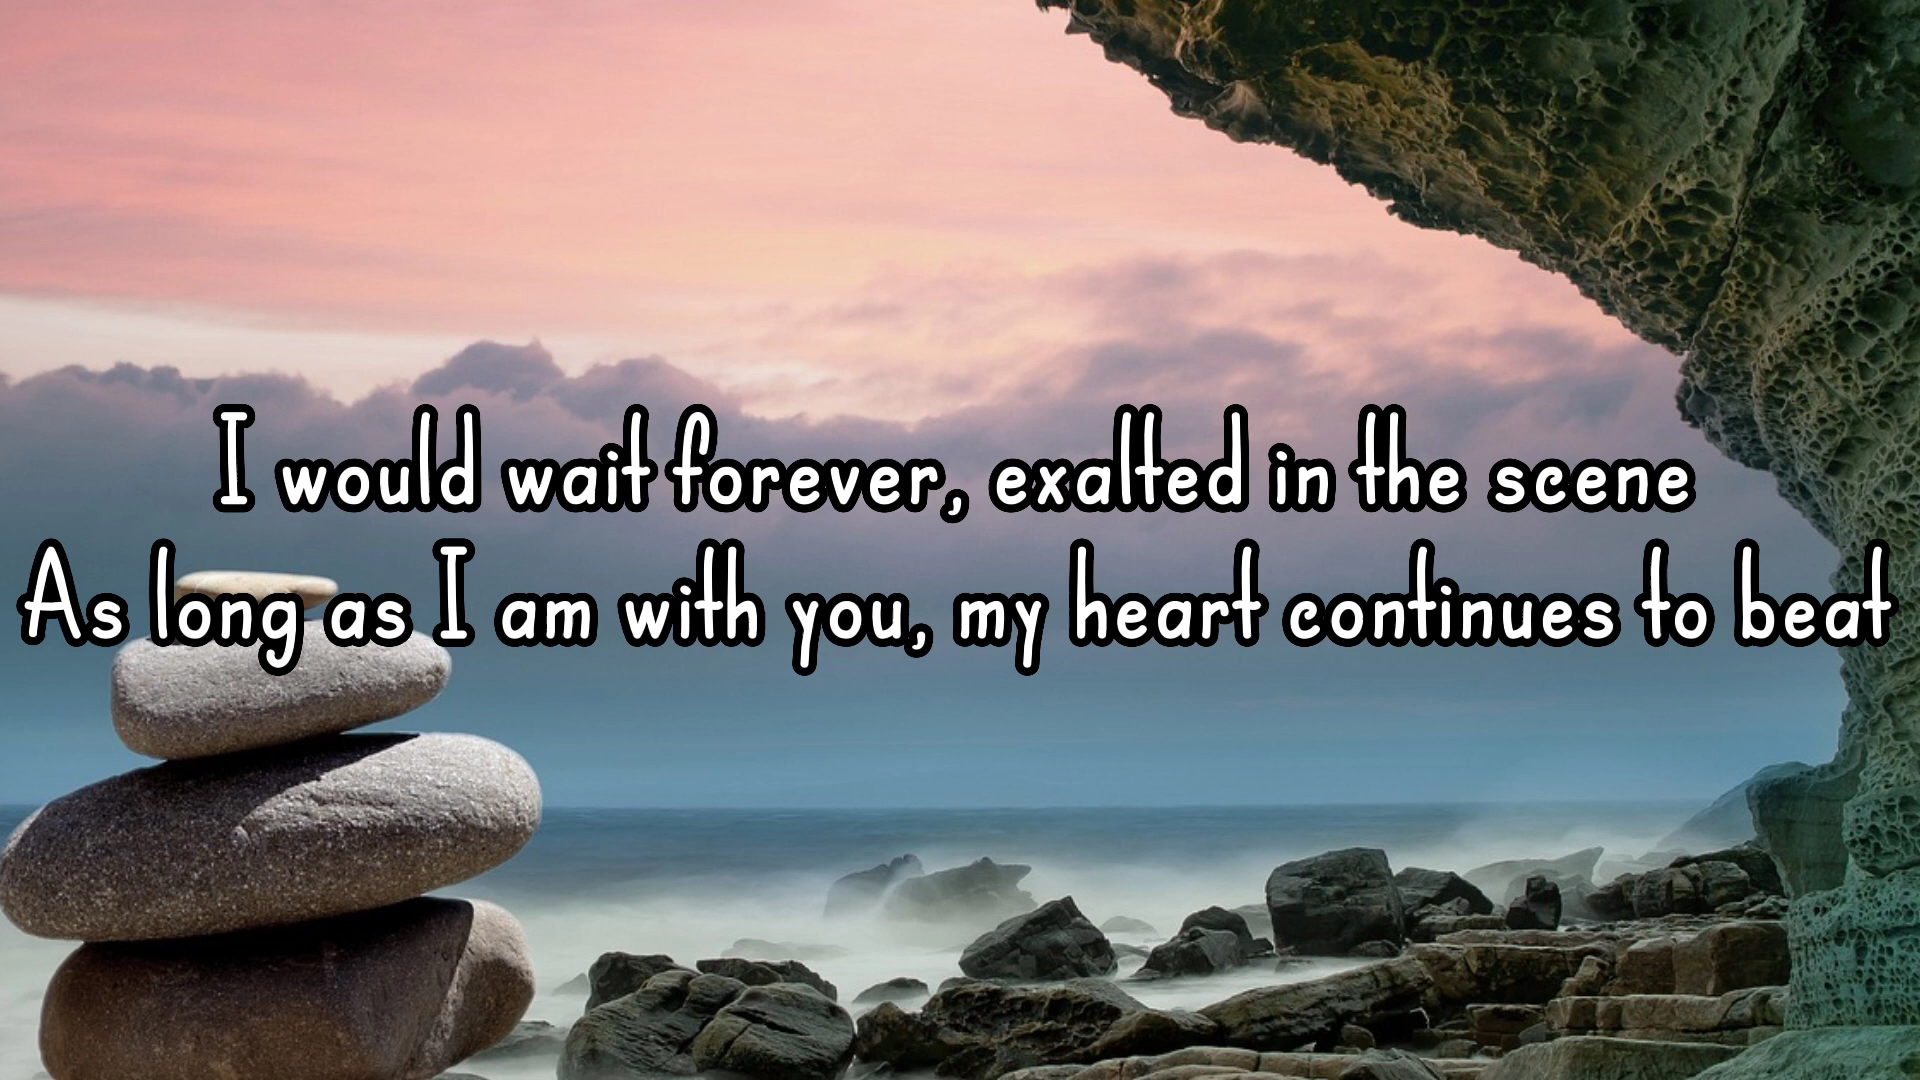 I would wait forever, exalted in the scene
As long as I am with you, my heart continues to beat